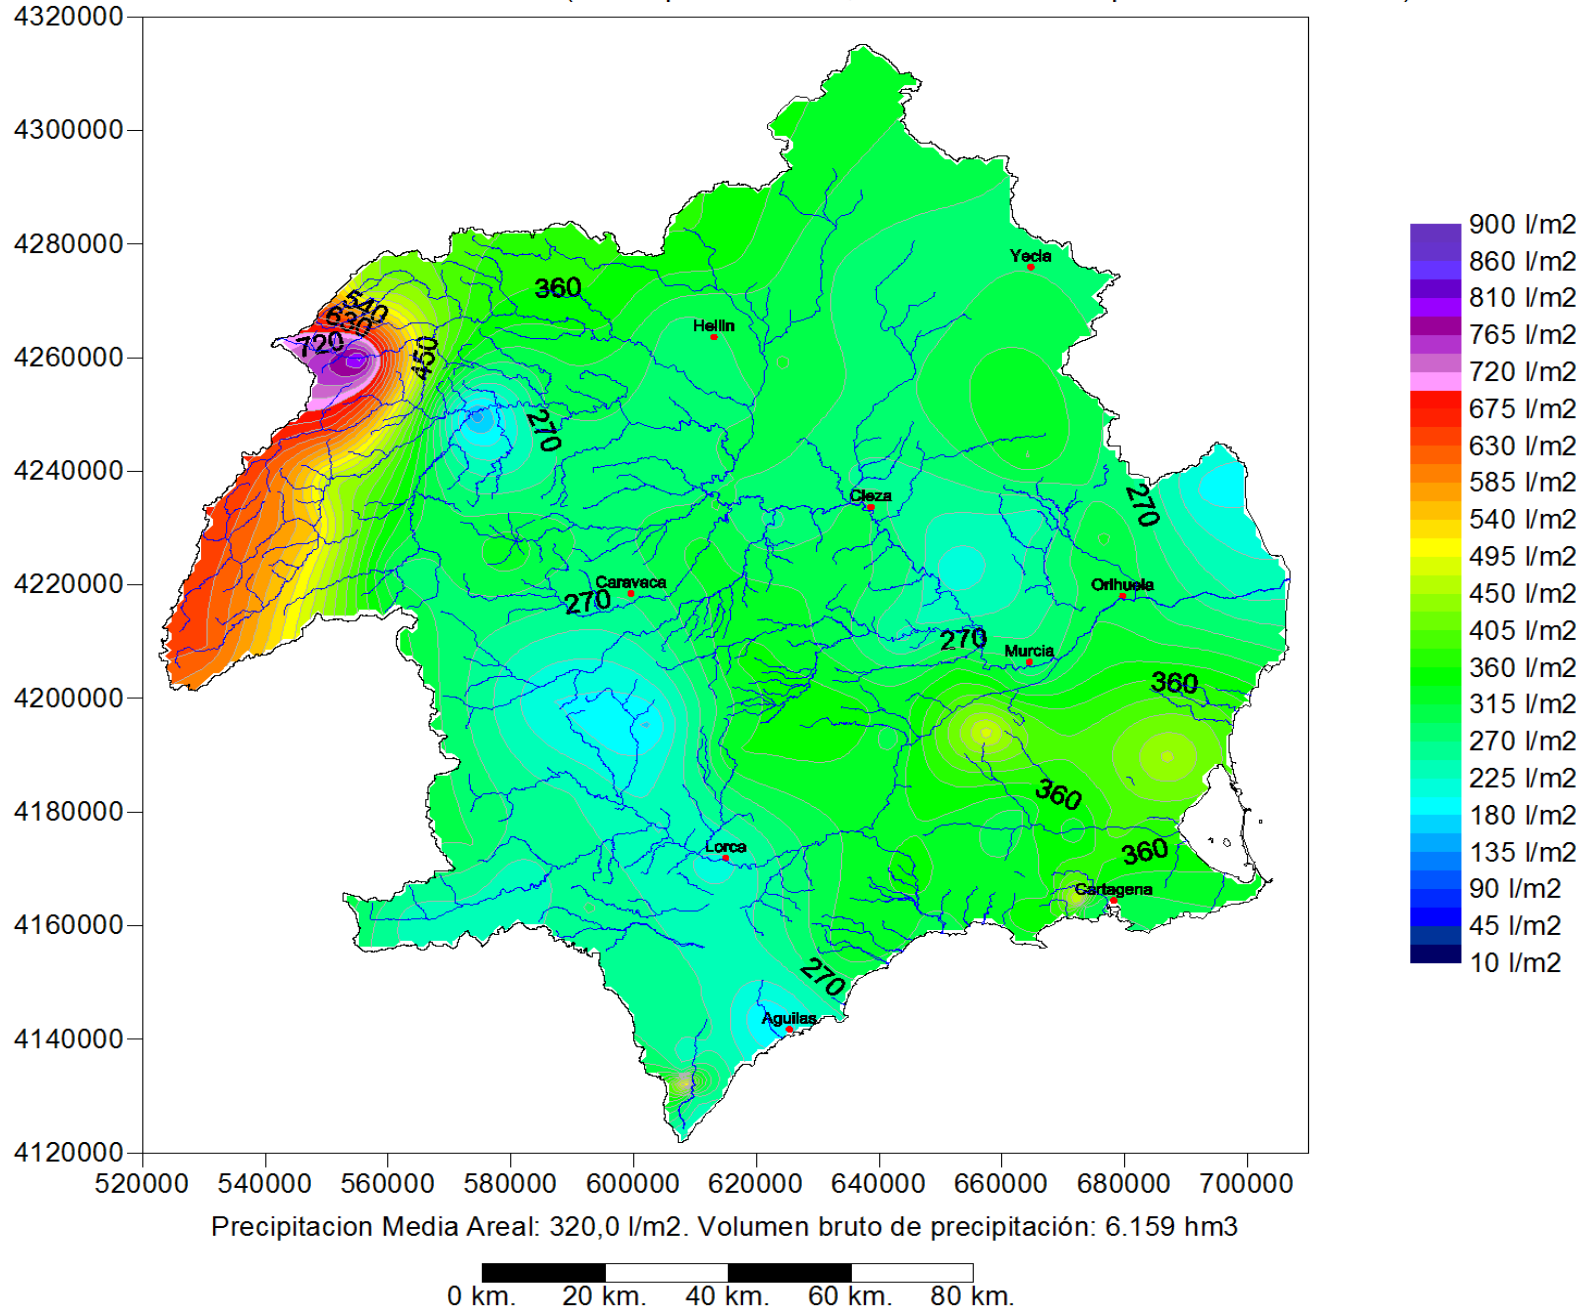 4320000
4300000
4280000
4260000
4240000
4220000
4200000
4180000
4160000
4140000
4120000
520000 540000 560000 580000 600000 620000 640000 660000 680000 700000
Yecla
360
540
630
720
450
Hellin
270
Cieza
270
Caravaca
270
Orihuela
270
Murcia
360
360
Lorca
360
Cartagena
270
Aguilas
900 l/m2
860 l/m2
810 l/m2
765 l/m2
720 l/m2
675 l/m2
630 l/m2
585 l/m2
540 l/m2
495 l/m2
450 l/m2
405 l/m2
360 l/m2
315 l/m2
270 l/m2
225 l/m2
180 l/m2
135 l/m2
90 l/m2
45 l/m2
10 l/m2
Precipitacion Media Areal: 320,0 l/m2. Volumen bruto de precipitación: 6.159 hm3
0 km. 20 km. 40 km. 60 km. 80 km.